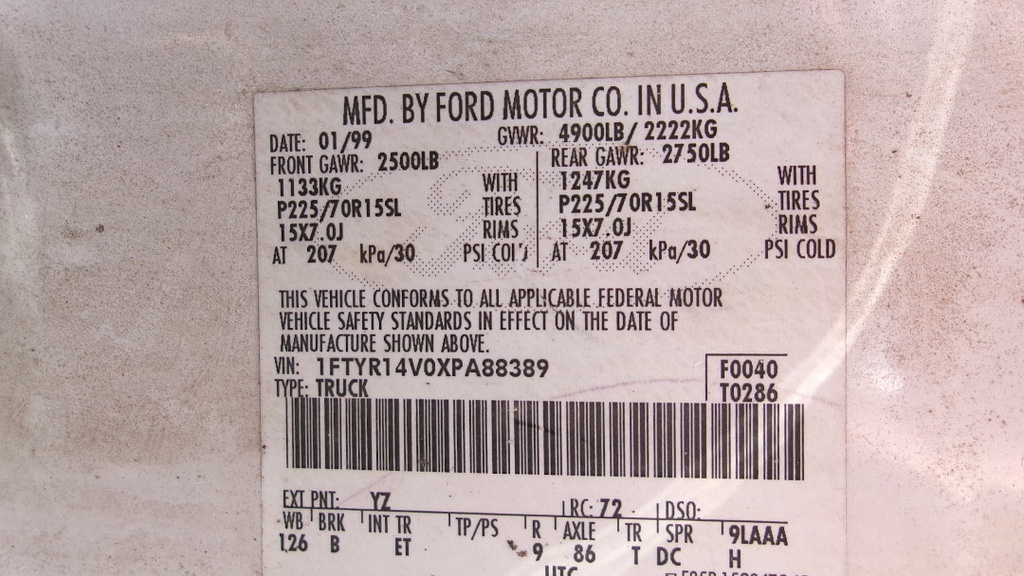 MFD. BY FORD MOTOR CO. IN U.S.A.
DATE: 01/99 GVWR: 4900LB/ 2222KG
FRONT GAWR: 2500LB REAR GAWR: 2750LB
1133KG WITH 1247KG WITH
P225/70R15SL TIRES P225/70R15SL TIRES
15X7.0J RIMS 15X7.0J RIMS
AT 207 kPa/30 PSI COLD AT 207 kPa/30 PSI COLD
THIS VEHICLE CONFORMS TO ALL APPLICABLE FEDERAL MOTOR
VEHICLE SAFETY STANDARDS IN EFFECT ON THE DATE OF
MANUFACTURE SHOWN ABOVE.
VIN: 1FTYR14V0XPA88389 F0040
TYPE: TRUCK T0286
EXT PNT: YZ RC: 72 DSO:
WB BRK INT TR TP/PS R AXLE TR SPR 9LAAA
126 B ET 9 86 T DC H
UTC